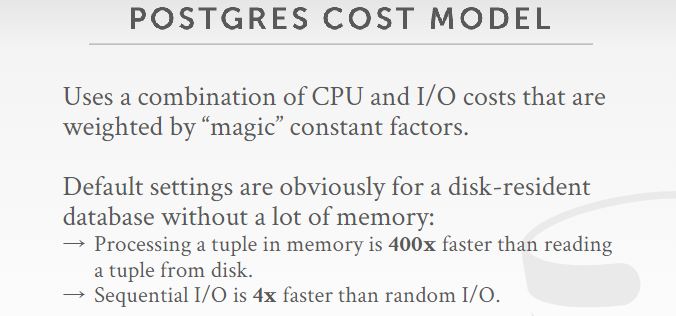 POSTGRES COST MODEL
Uses a combination of CPU and I/O costs that are
weighted by “magic” constant factors.
Default settings are obviously for a disk-resident
database without a lot of memory:
→ Processing a tuple in memory is 400x faster than reading
a tuple from disk.
→ Sequential I/O is 4x faster than random I/O.